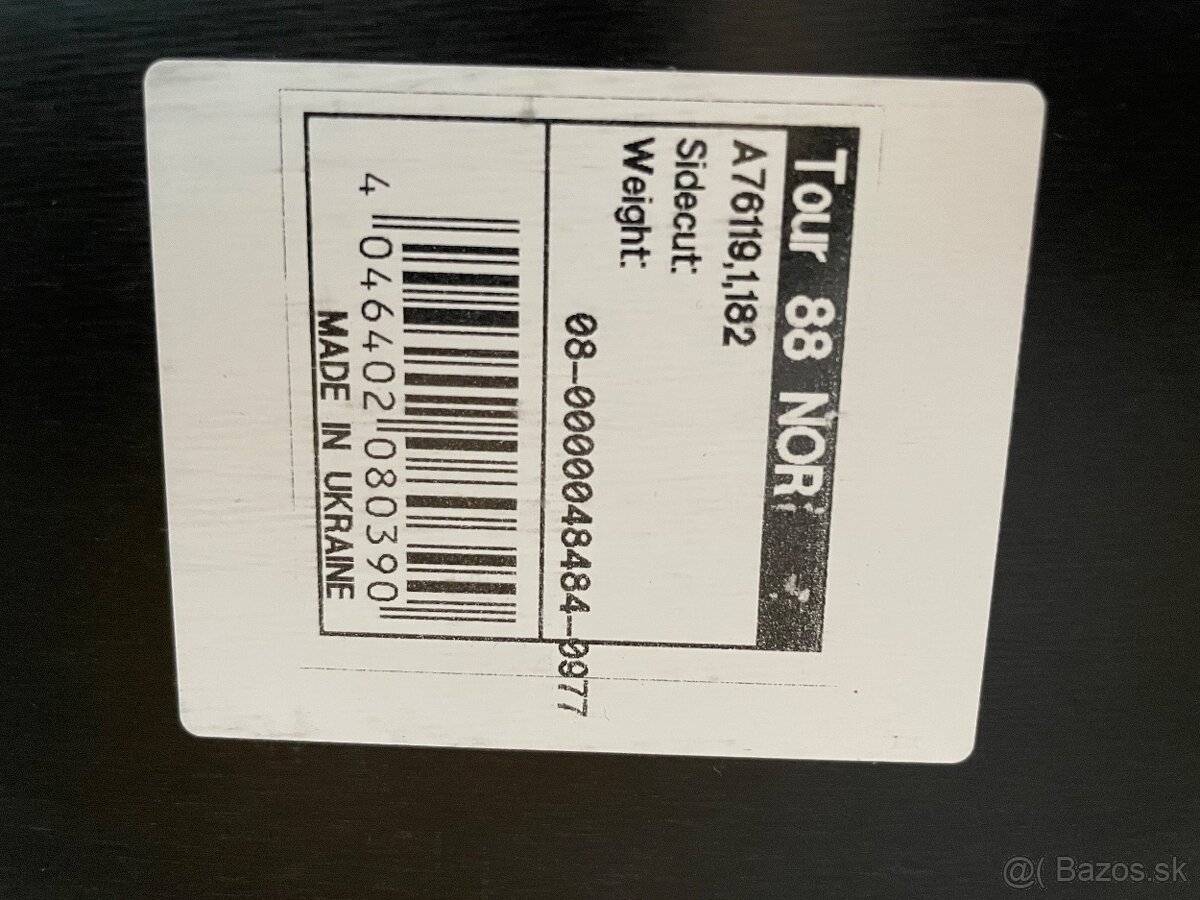 Tour 88 NOR
A76119,1,182
Sidecut:
Weight:
08-0000048484-0977
4 046402 080390
MADE IN UKRAINE
@( Bazos.sk